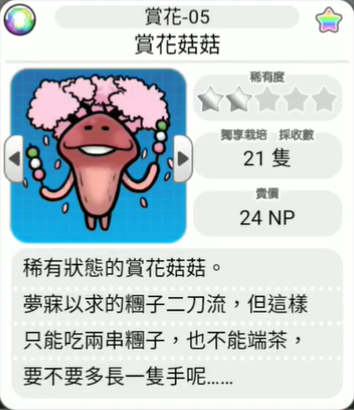 賞花-05
賞花菇菇
稀有度
獨享栽培 採收數
21 隻
賣價
24 NP
稀有狀態的賞花菇菇。
夢寐以求的糰子二刀流，但這樣
只能吃兩串糰子，也不能端茶，
要不要多長一隻手呢......